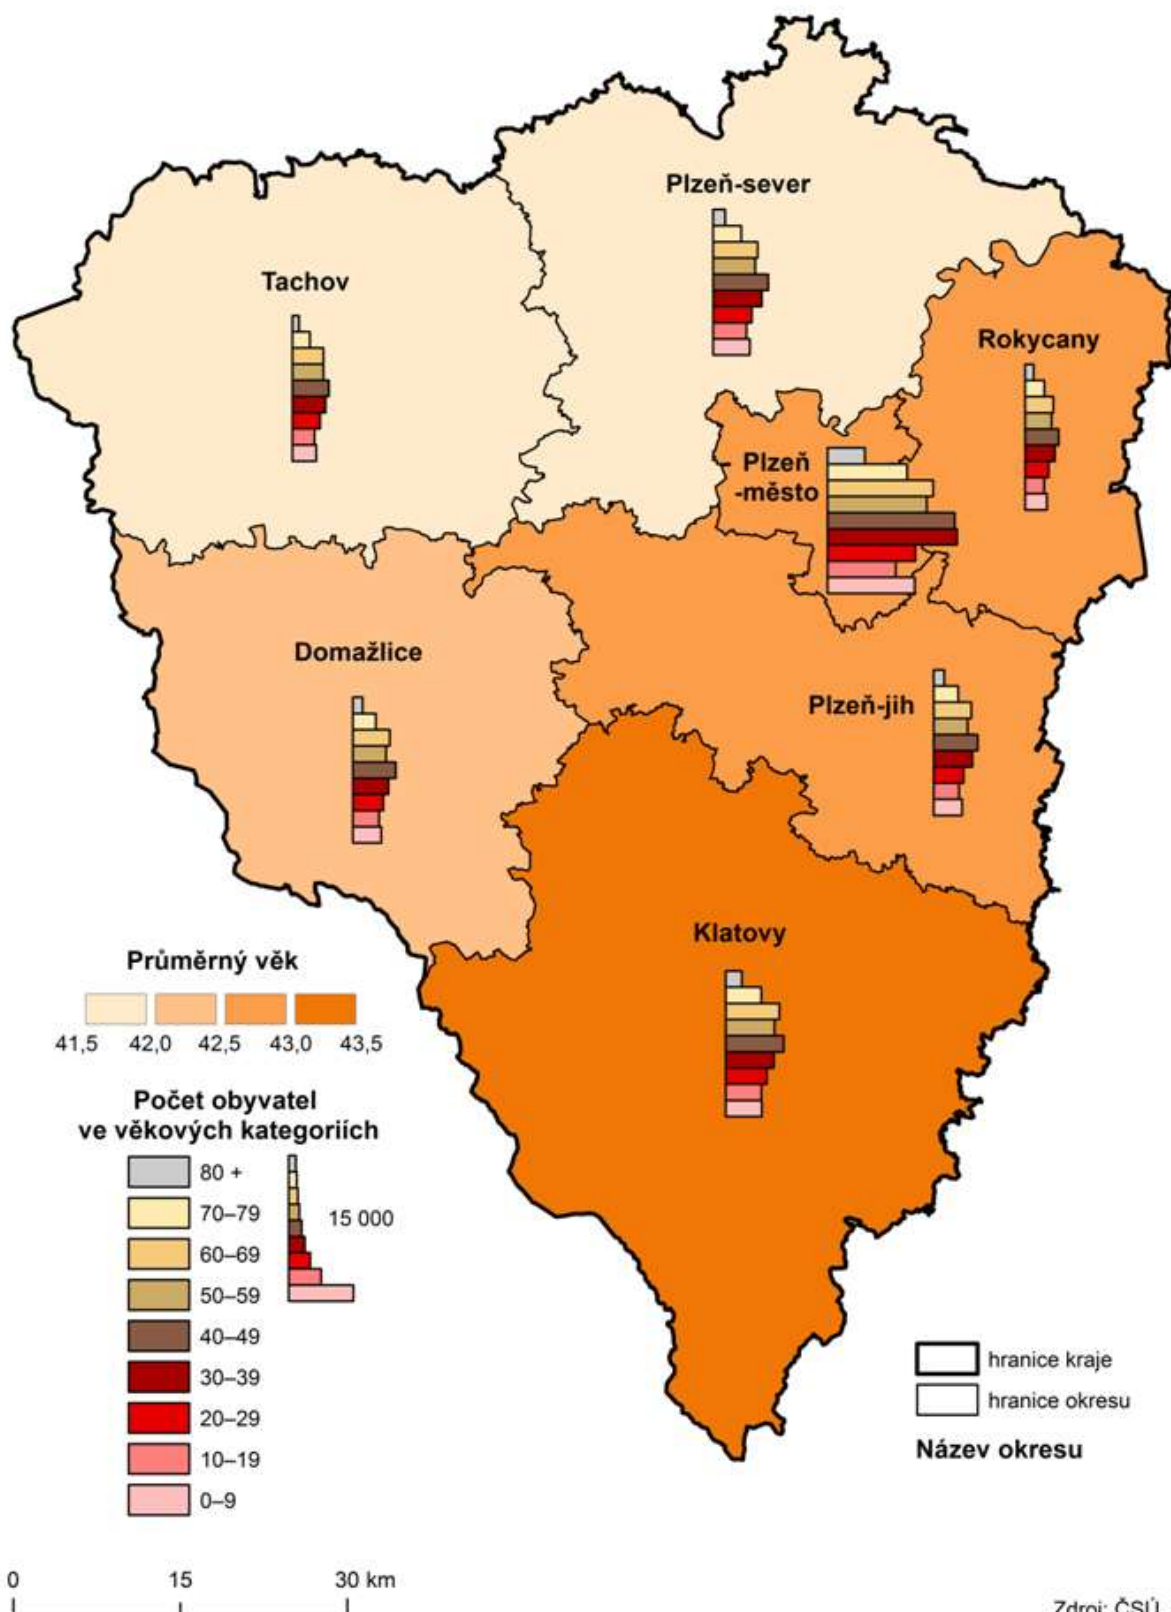 Plzeň-sever
Tachov
Rokycany
Plzeň
-město
Domažlice
Plzeň-jih
Klatovy
Průměrný věk
41,5 42,0 42,5 43,0 43,5
Počet obyvatel
ve věkových kategoriích
80 +
70–79
15 000
60–69
50–59
40–49
30–39
20–29
10–19
0–9
hranice kraje
hranice okresu
Název okresu
0 15 30 km
Zdroj: ČSÚ